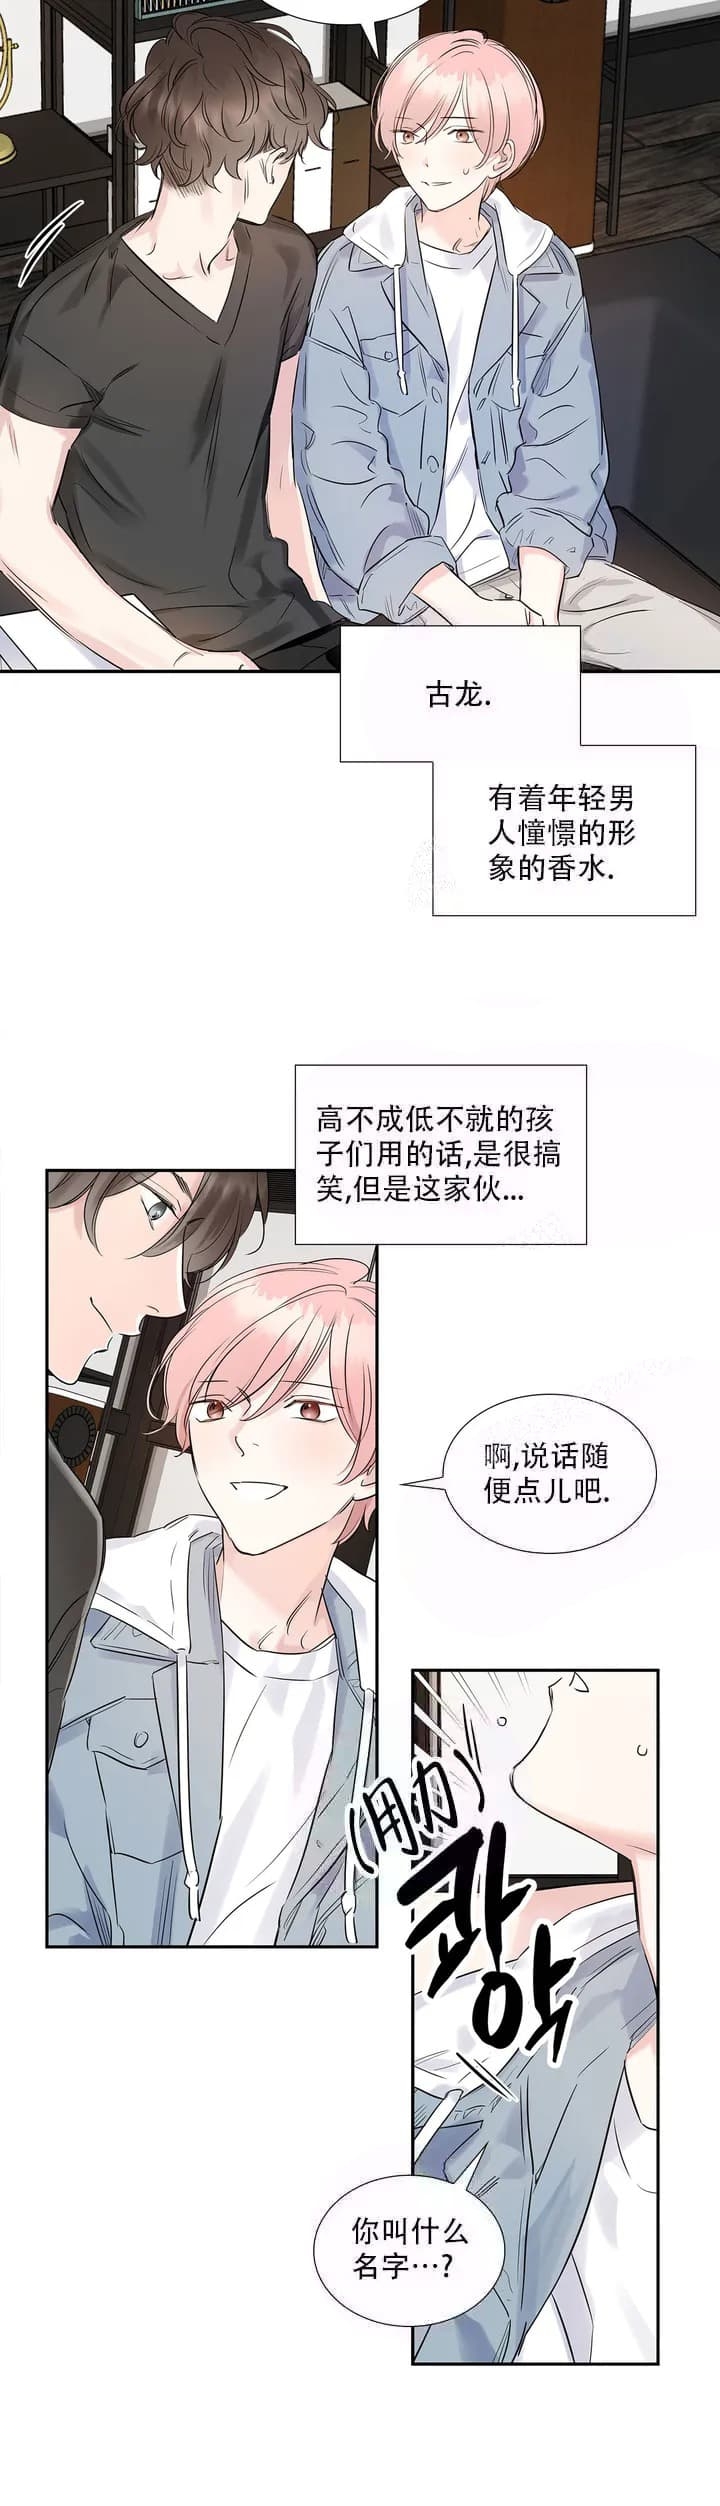 古龙.
有着年轻男
人憧憬的形
象的香水.
高不成低不就的孩
子们用的话,是很搞
笑,但是这家伙...
啊,说话随
便点儿吧.
(用力)
콱
악
你叫什么
名字…?